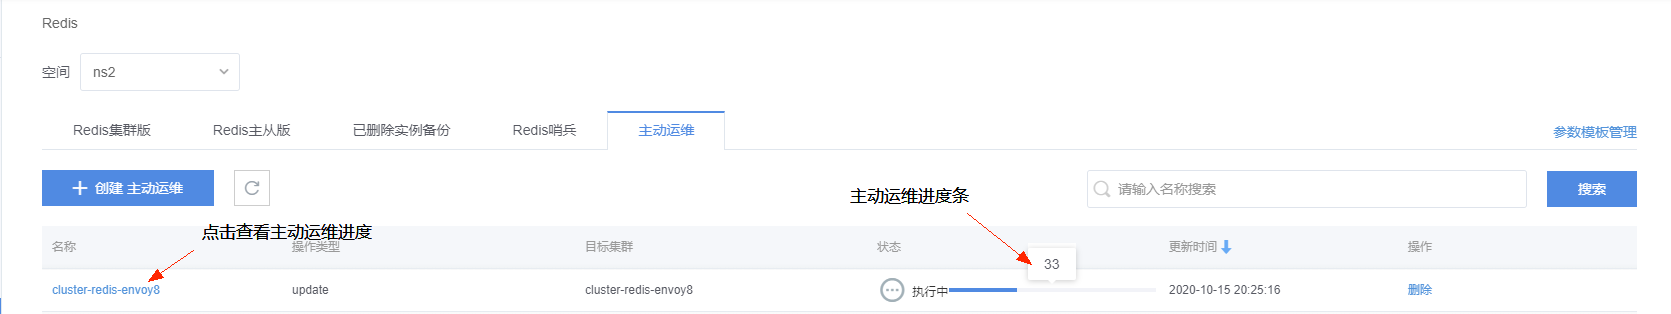 Redis
空间 ns2
Redis集群版 Redis主从版 已删除实例备份 Redis哨兵 主动运维 参数模板管理
创建 主动运维 请输入名称搜索 搜索
主动运维进度条
点击查看主动运维进度
名称 操作类型 目标集群 状态 更新时间 操作
33
cluster-redis-envoy8 update cluster-redis-envoy8 执行中 2020-10-15 20:25:16 删除